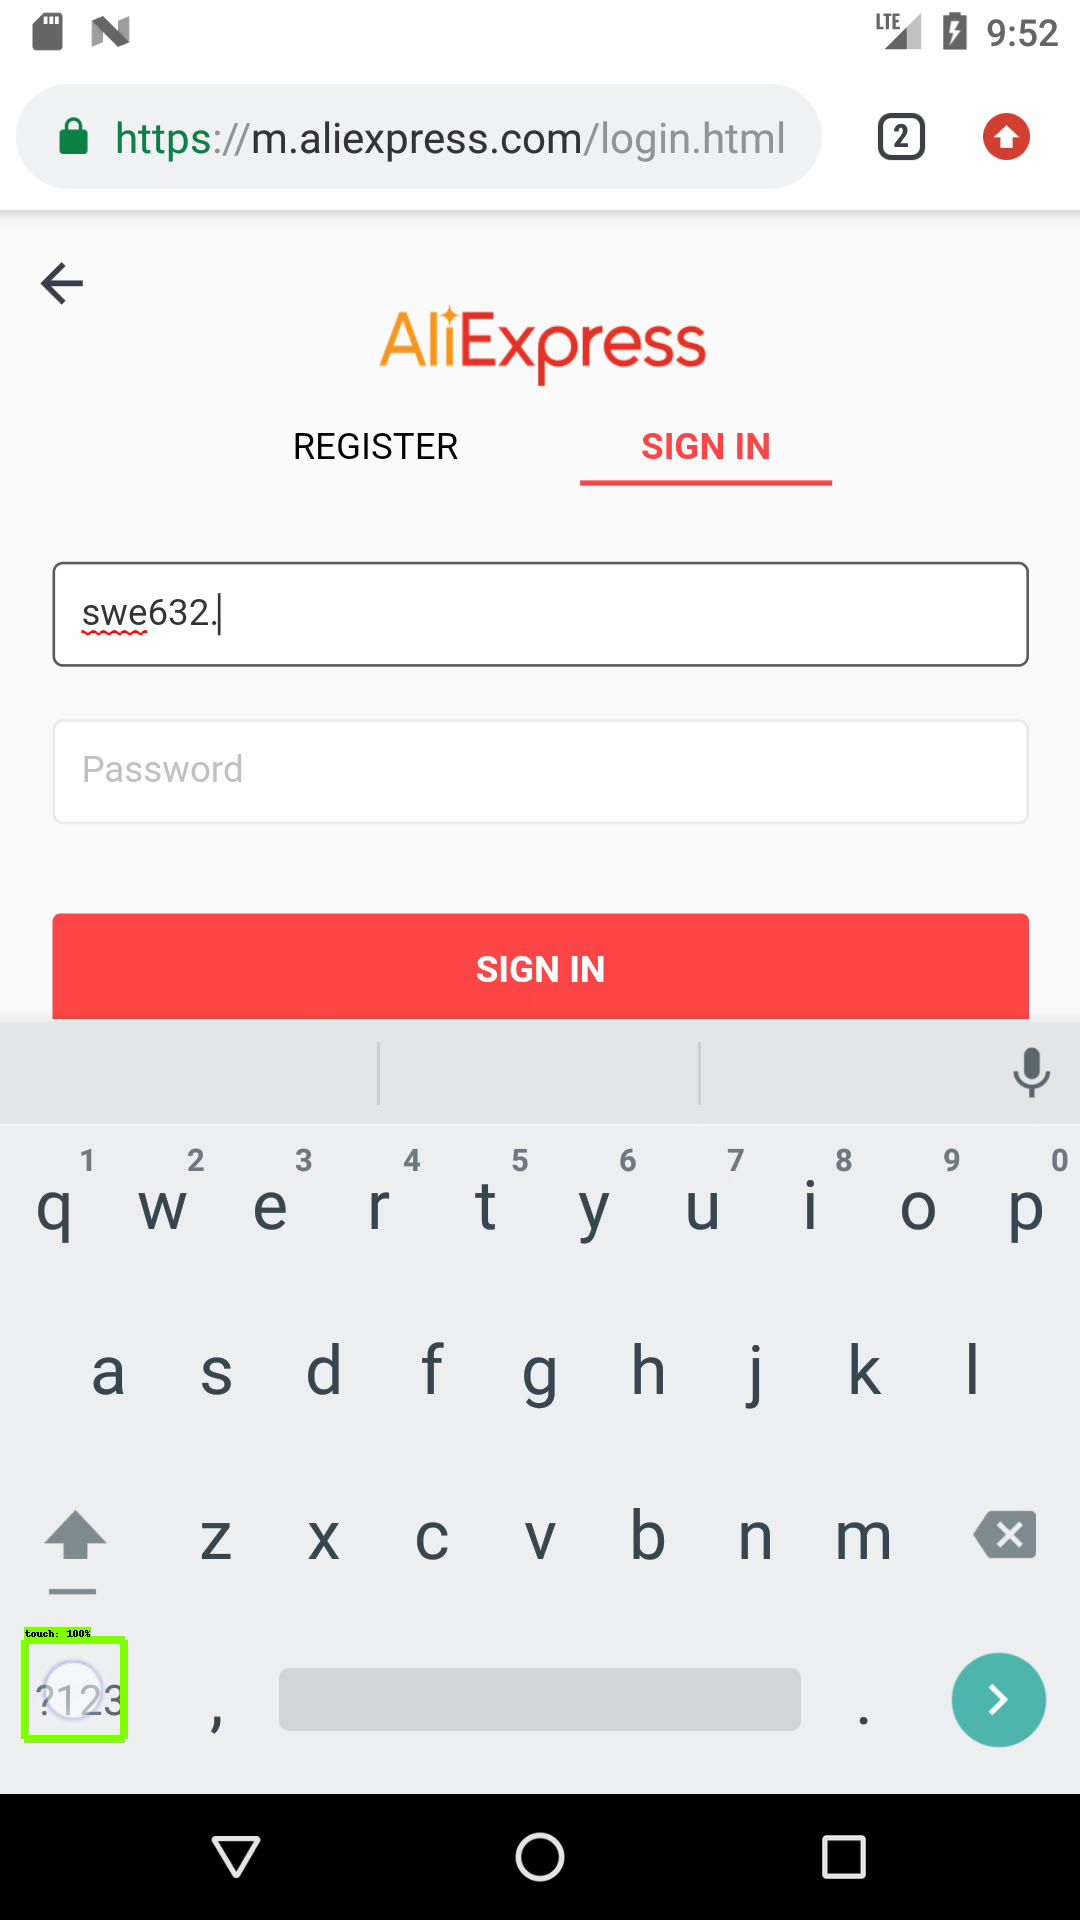 LTE 9:52
https://m.aliexpress.com/login.html
2
AliExpress
REGISTER SIGN IN
swe632.
Password
SIGN IN
1 2 3 4 5 6 7 8 9 0
q w e r t y u i o p
a s d f g h j k l
z x c v b n m
touch: 100%
?123 , .